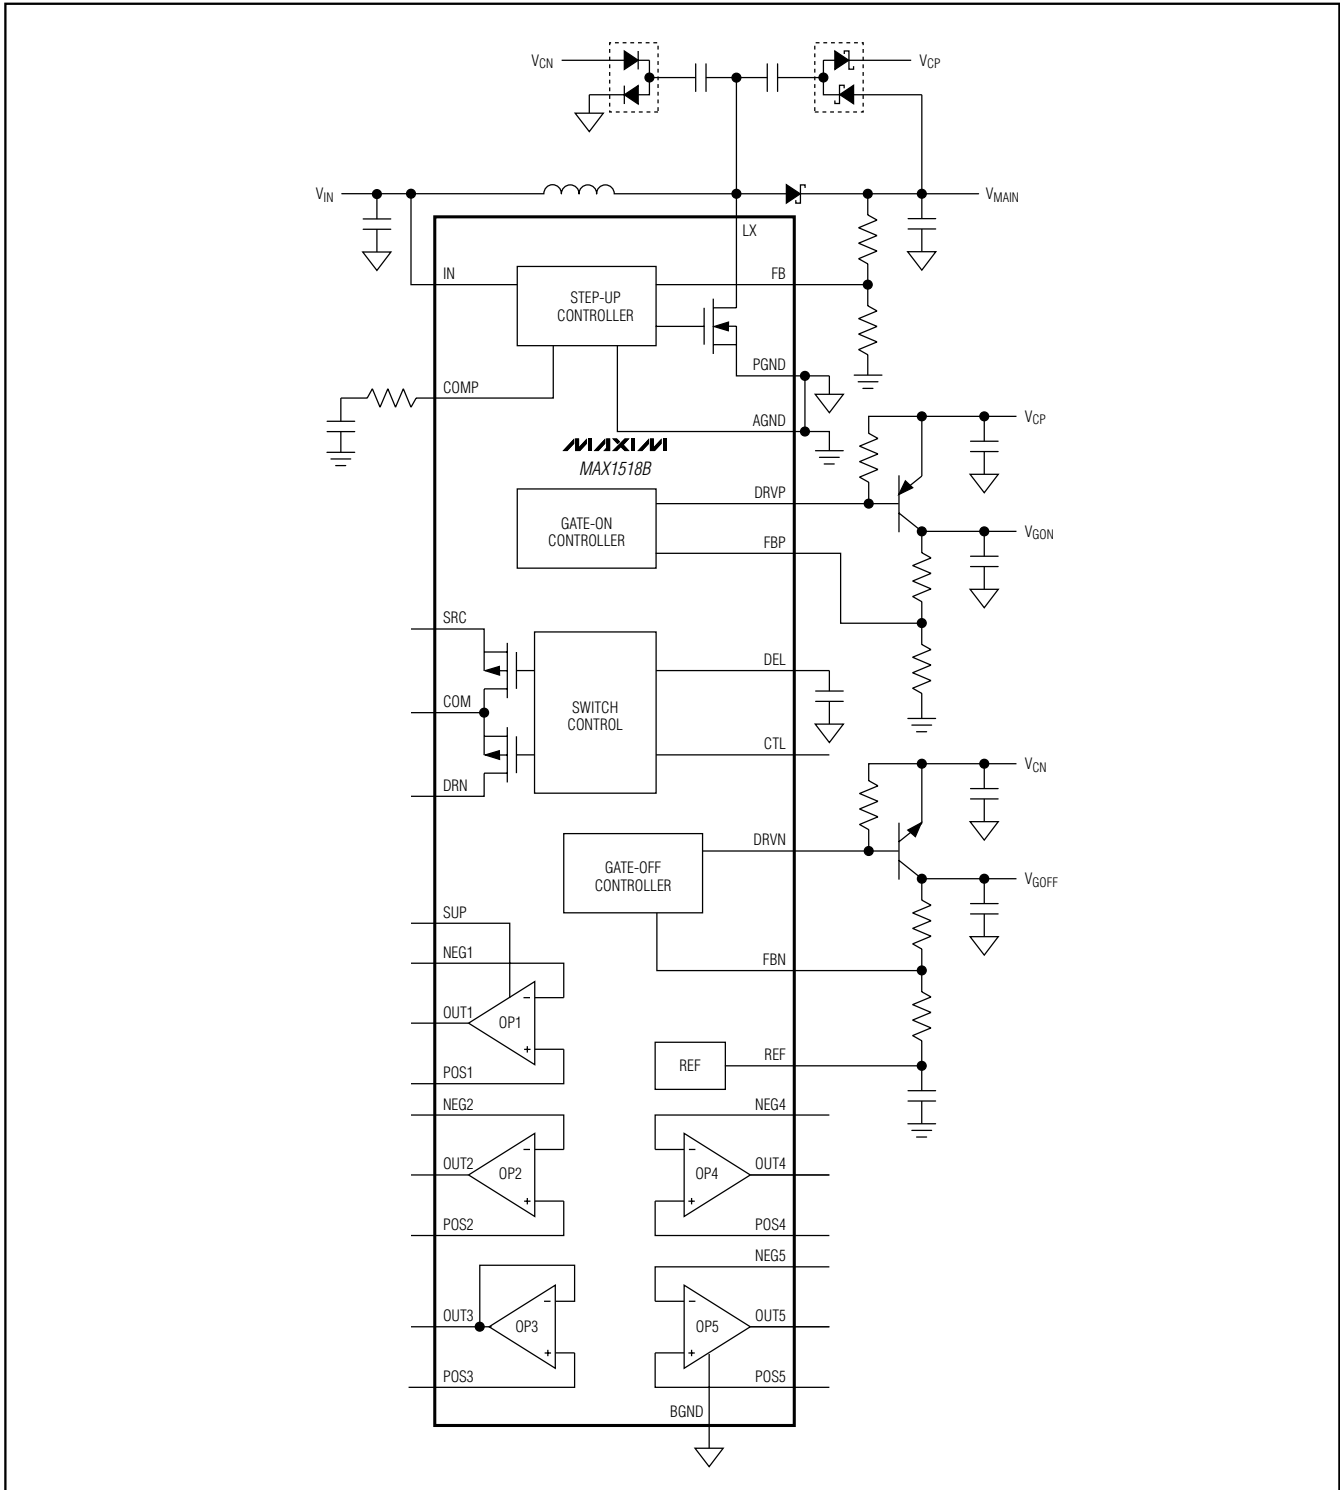 VCN
VCP
VIN
VMAIN
LX
IN
FB
STEP-UP
CONTROLLER
PGND
COMP
AGND
VCP
MAXIM
MAX1518B
DRVP
GATE-ON
CONTROLLER
VGON
FBP
SRC
DEL
COM
SWITCH
CONTROL
CTL
VCN
DRN
DRVN
GATE-OFF
CONTROLLER
VGOFF
SUP
NEG1
FBN
-
OUT1
OP1
+
REF
REF
POS1
NEG2
NEG4
-
-
OUT2
OP2
OP4
OUT4
+
+
POS2
POS4
NEG5
-
-
OUT3
OP3
OP5
OUT5
+
+
POS3
POS5
BGND